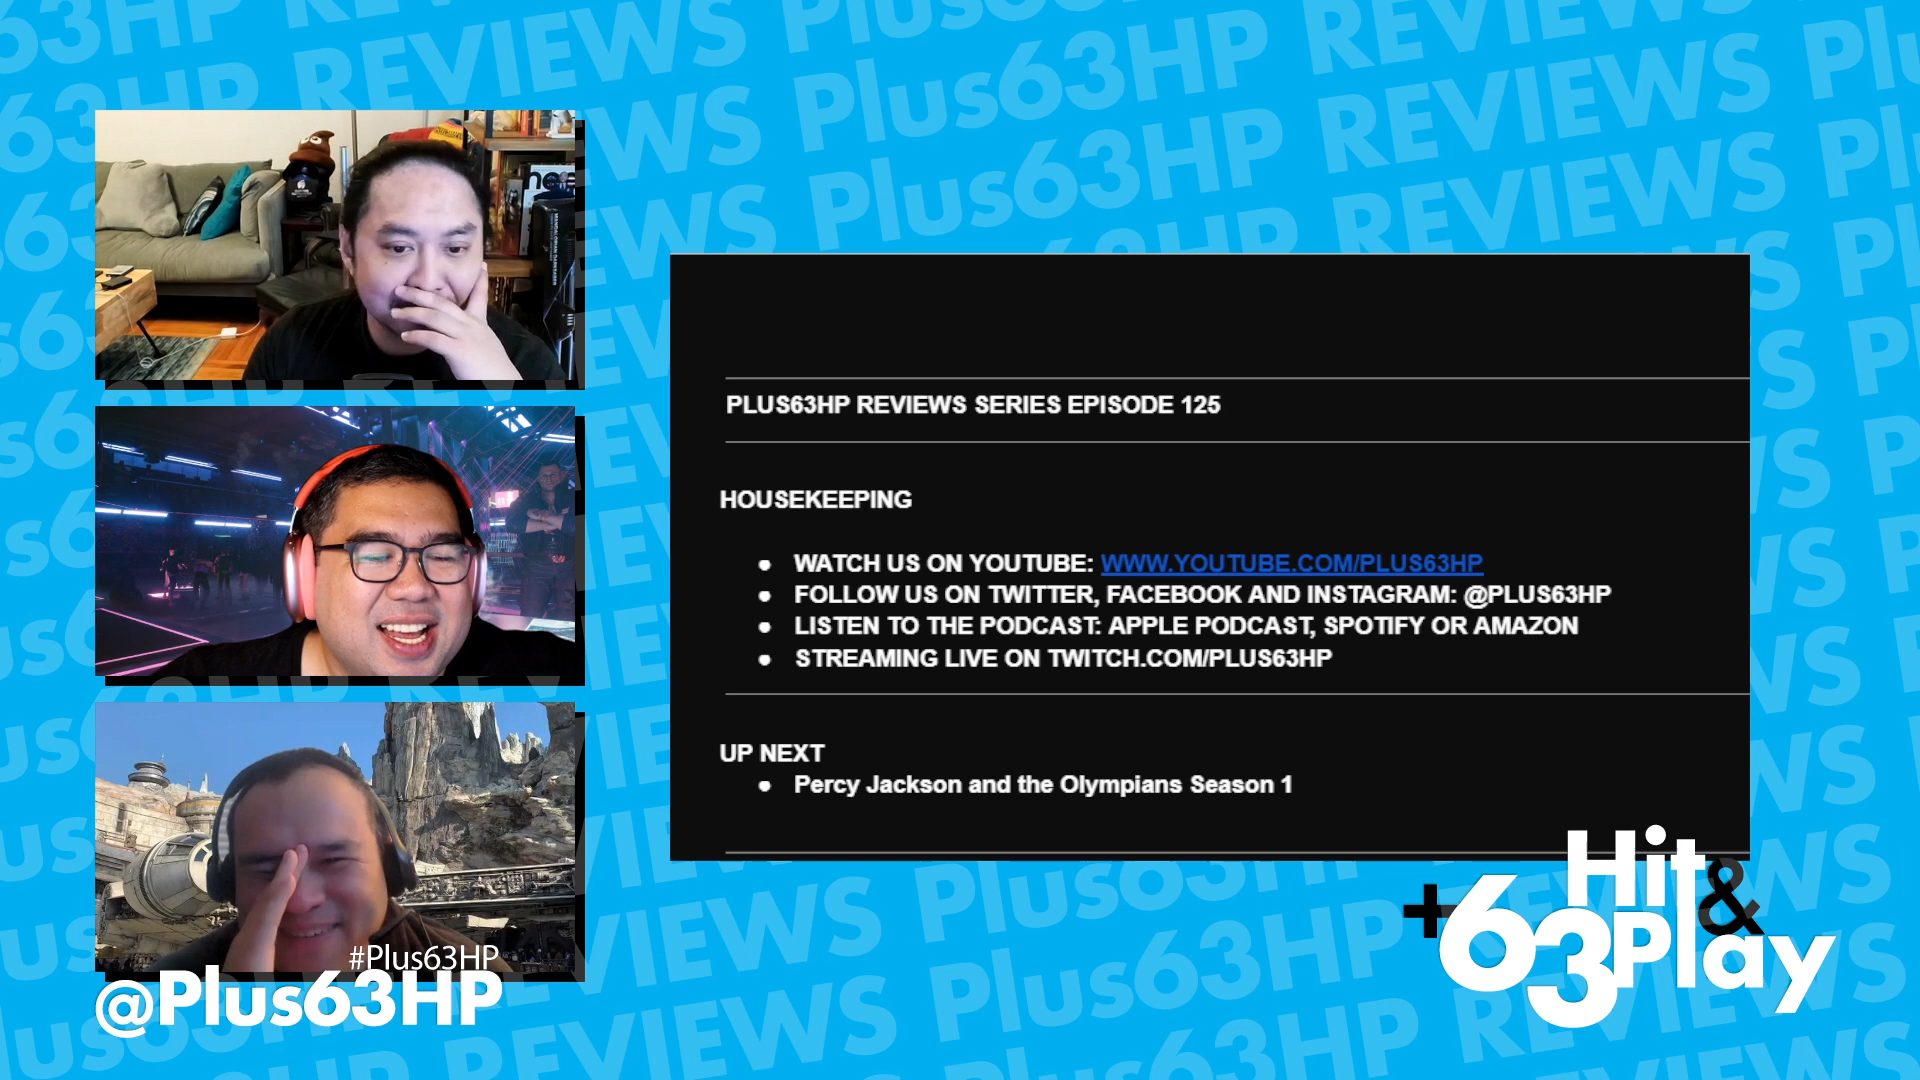 PLUS63HP REVIEWS SERIES EPISODE 125
HOUSEKEEPING
● WATCH US ON YOUTUBE: WWW.YOUTUBE.COM/PLUS63HP
● FOLLOW US ON TWITTER, FACEBOOK AND INSTAGRAM: @PLUS63HP
● LISTEN TO THE PODCAST: APPLE PODCAST, SPOTIFY OR AMAZON
● STREAMING LIVE ON TWITCH.COM/PLUS63HP
UP NEXT
● Percy Jackson and the Olympians Season 1
#Plus63HP
@Plus63HP
+63 Hit & Play
Plus63HP REVIEWS